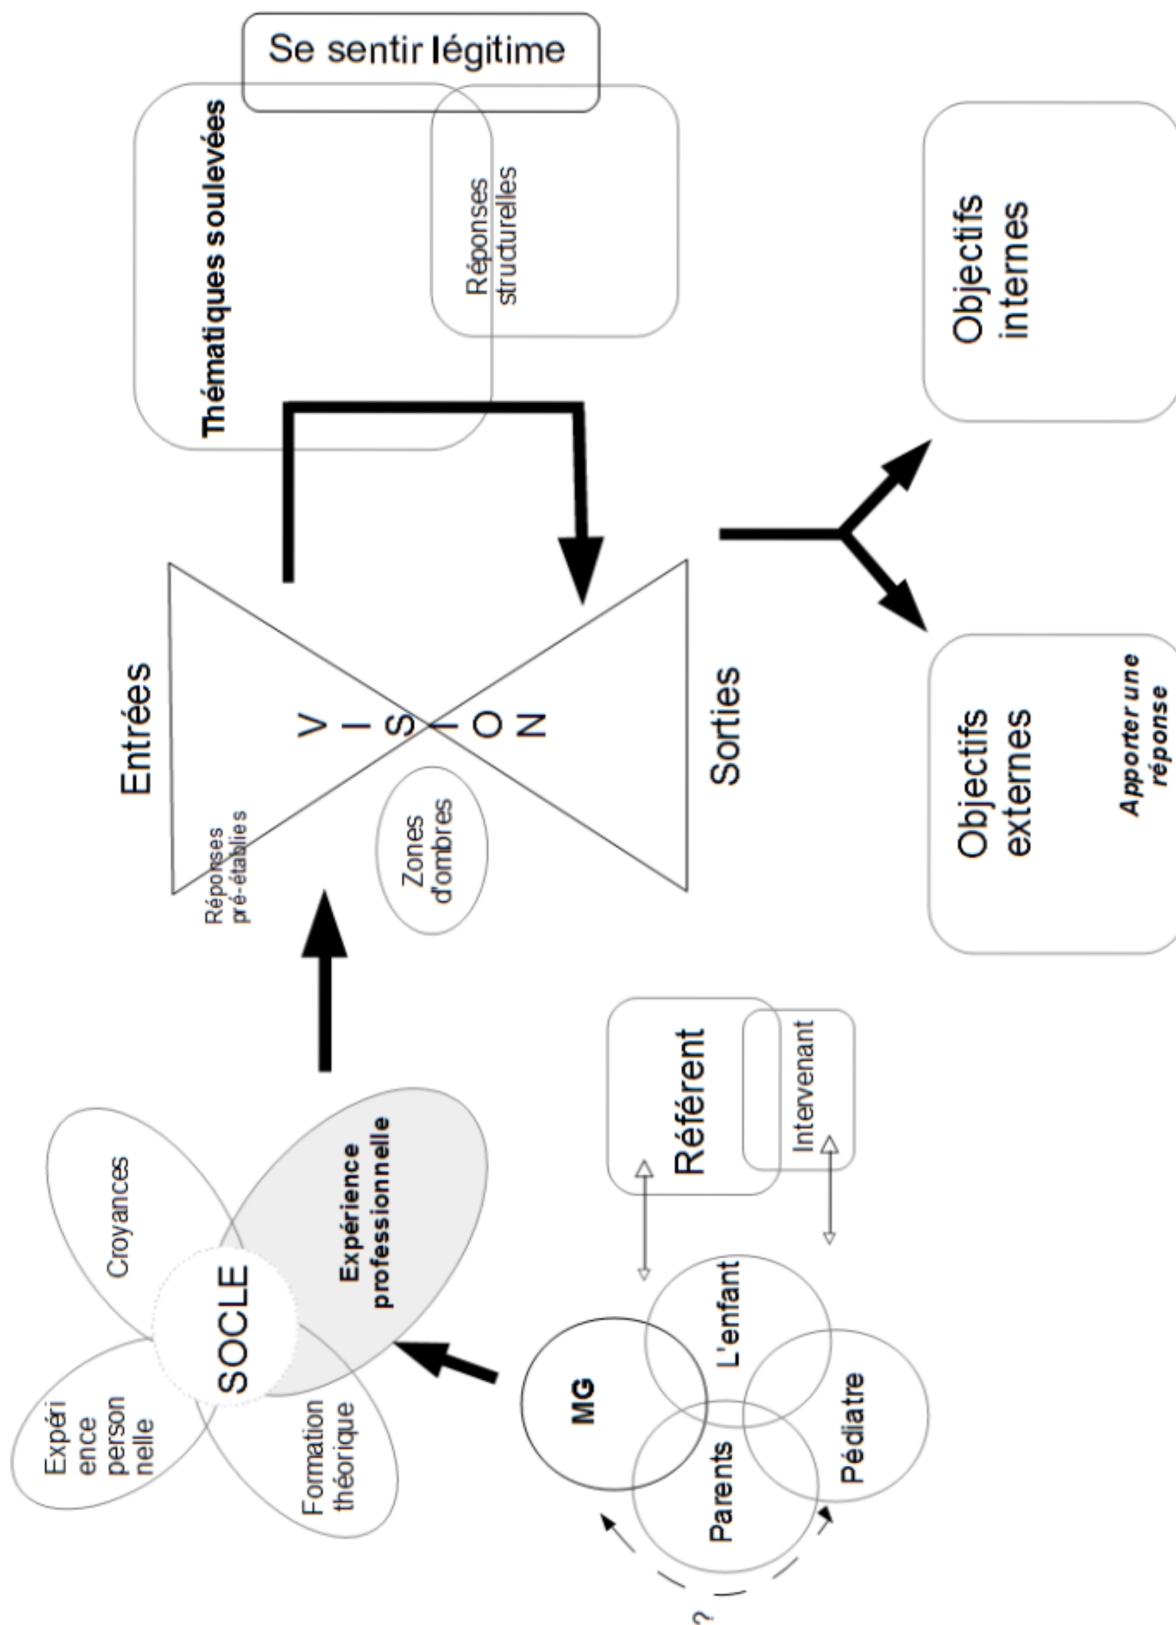 Se sentir légitime
Expéri
ence
person
nelle
Croyances
SOCLE
Formation
théorique
Expérience
professionnelle
Entrées
Réponses
pré-établies
V
I
S
I
O
N
Zones
d'ombres
Sorties
Thématiques soulevées
Réponses
structurelles
?
MG
Parents
L'enfant
Pédiatre
Référent
Intervenant
Objectifs
externes
Apporter une
réponse
Objectifs
internes